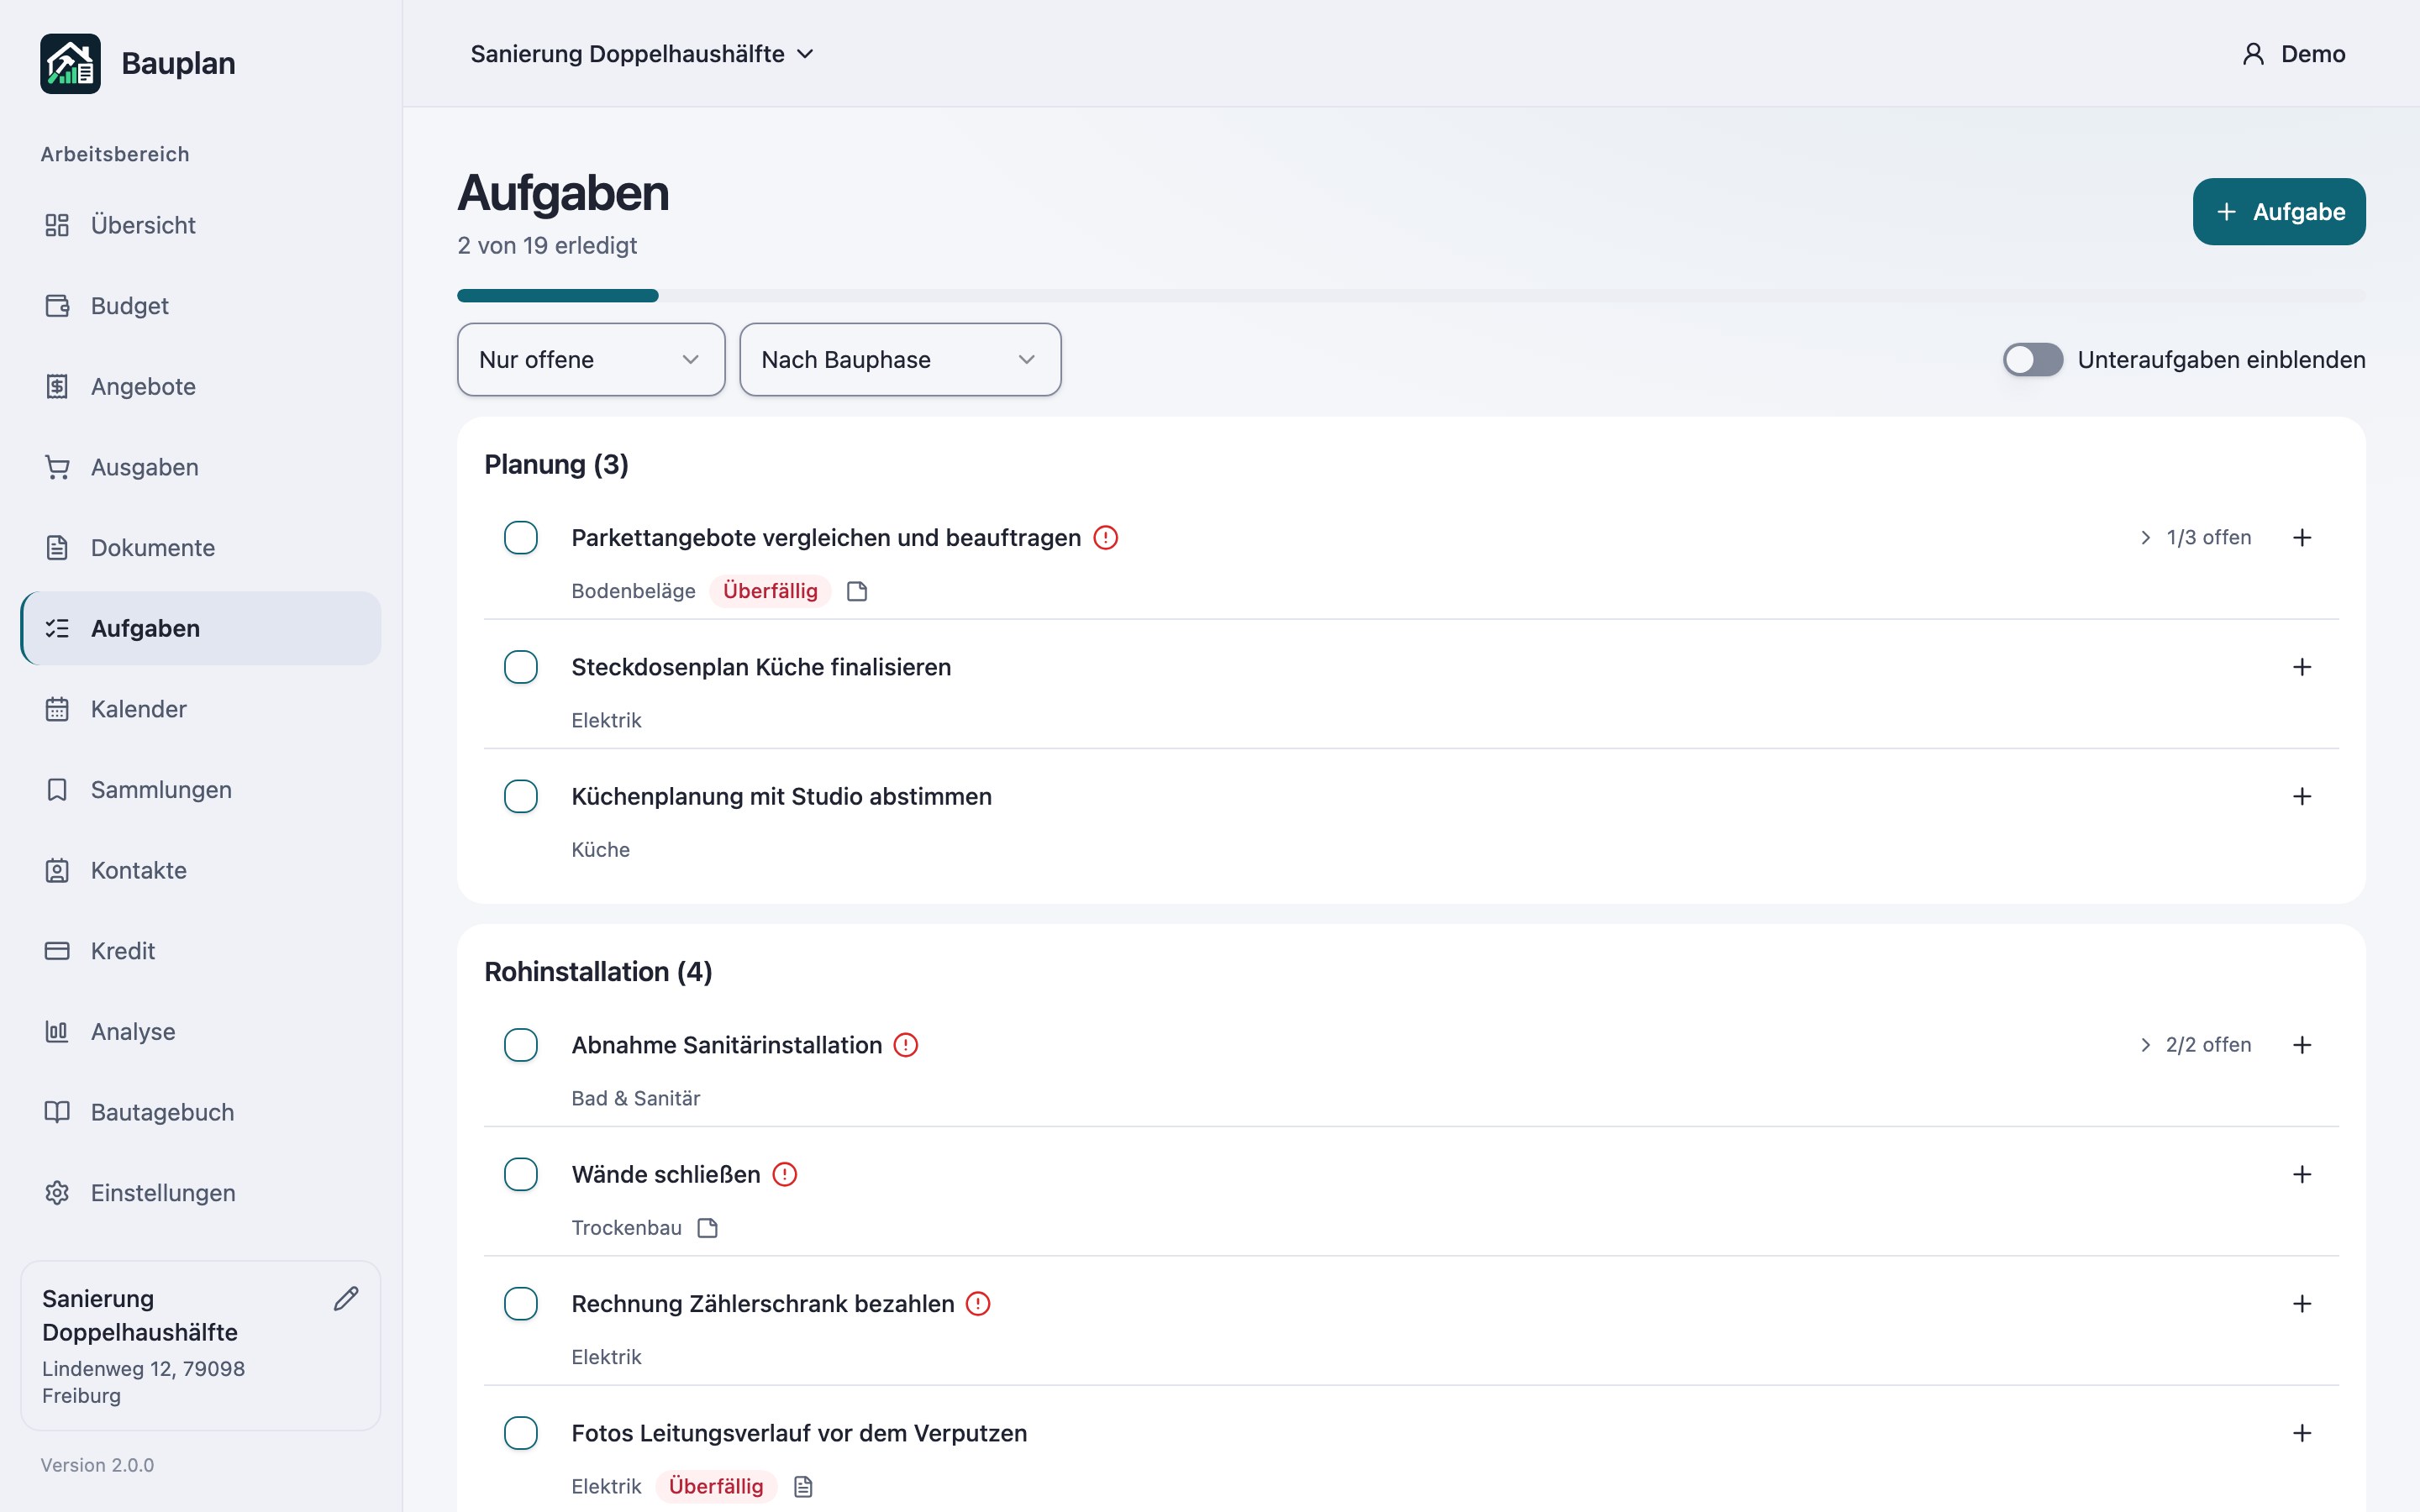 Bauplan
Arbeitsbereich
Übersicht
Budget
Angebote
Ausgaben
Dokumente
Aufgaben
Kalender
Sammlungen
Kontakte
Kredit
Analyse
Bautagebuch
Einstellungen
Sanierung
Doppelhaushälfte
Lindenweg 12, 79098
Freiburg
Version 2.0.0
Sanierung Doppelhaushälfte
Demo
Aufgaben
2 von 19 erledigt
Aufgabe
Nur offene
Nach Bauphase
Unteraufgaben einblenden
Planung (3)
Parkettangebote vergleichen und beauftragen
1/3 offen
Bodenbeläge Überfällig
Steckdosenplan Küche finalisieren
Elektrik
Küchenplanung mit Studio abstimmen
Küche
Rohinstallation (4)
Abnahme Sanitärinstallation
2/2 offen
Bad & Sanitär
Wände schließen
Trockenbau
Rechnung Zählerschrank bezahlen
Elektrik
Fotos Leitungsverlauf vor dem Verputzen
Elektrik Überfällig